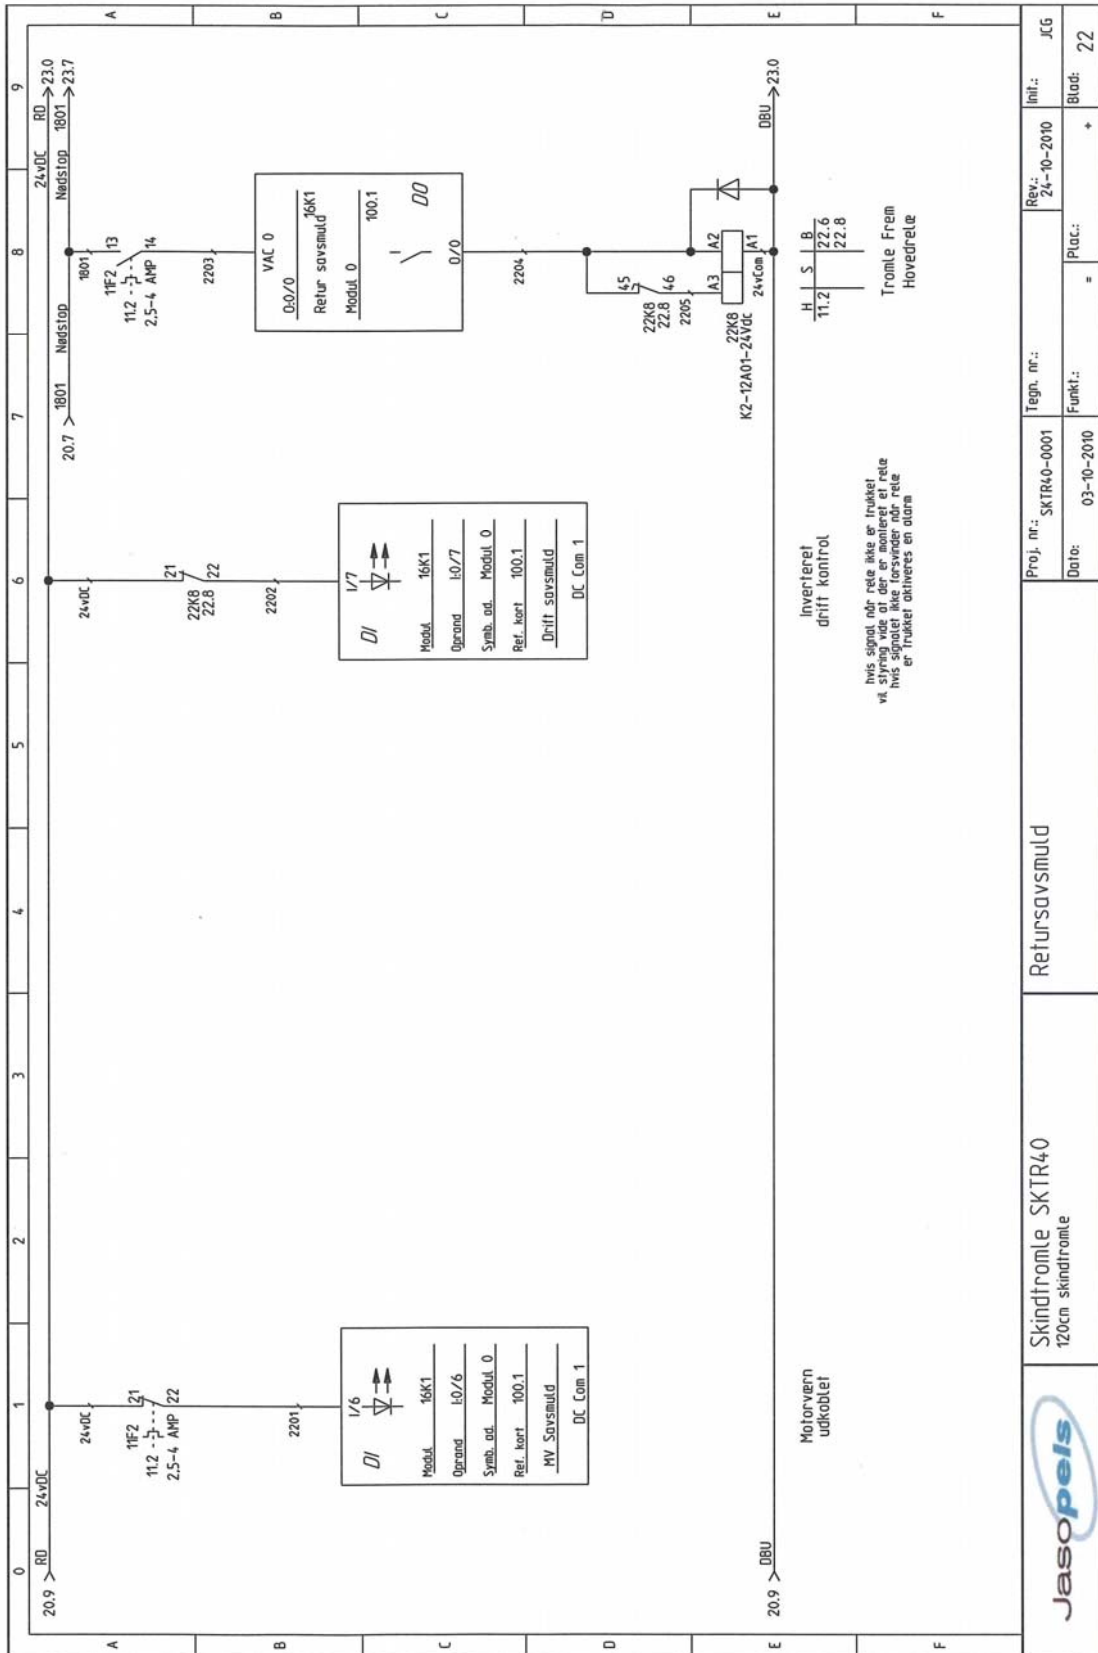 0 1 2 3 4 5 6 7 8 9
A
B
C
D
E
F
A
B
C
D
E
F
20.9 RD 24vDC
24vDC RD 23.0
20.7 1801 Nødstop
Nødstop 1801 23.7
24vDC
21
11F2
11.2
22
2.5-4 AMP
2201
DI
1/6
Modul 16K1
Oprand I:0/6
Symb. ad. Modul 0
Ref. kort 100.1
MV Savsmuld
DC Com 1
Motorværn
udkoblet
24vDC
21
22K8
22
22.8
2202
DI
1/7
Modul 16K1
Oprand I:0/7
Symb. ad. Modul 0
Ref. kort 100.1
Drift savsmuld
DC Com 1
Inverteret
drift kontrol
hvis signal når relæ ikke er trukket
vil styring vide at der er monteret et relæ
hvis signalet ikke forsvinder når relæ
er trukket aktiveres en alarm
1801
13
11F2
11.2
14
2.5-4 AMP
2203
VAC 0
O:0/0
16K1
Retur savsmuld
Modul 0
100.1
DO
0/0
2204
45
22K8
46
22.8
2205
A3 A2
22K8
K2-12A01-24Vdc
24vCom A1
20.9 DBU
DBU 23.0
H S B
11.2 22.6
22.8
Tromle Frem
Hovedrelæ
Jasopels
Skindtromle SKTR40
120cm skindtromle
Retursavsmuld
Proj. nr.: SKTR40-0001
Tegn. nr.:
Rev.: 24-10-2010
Init.: JCG
Dato: 03-10-2010
Funkt.: =
Plac.: +
Blad: 22